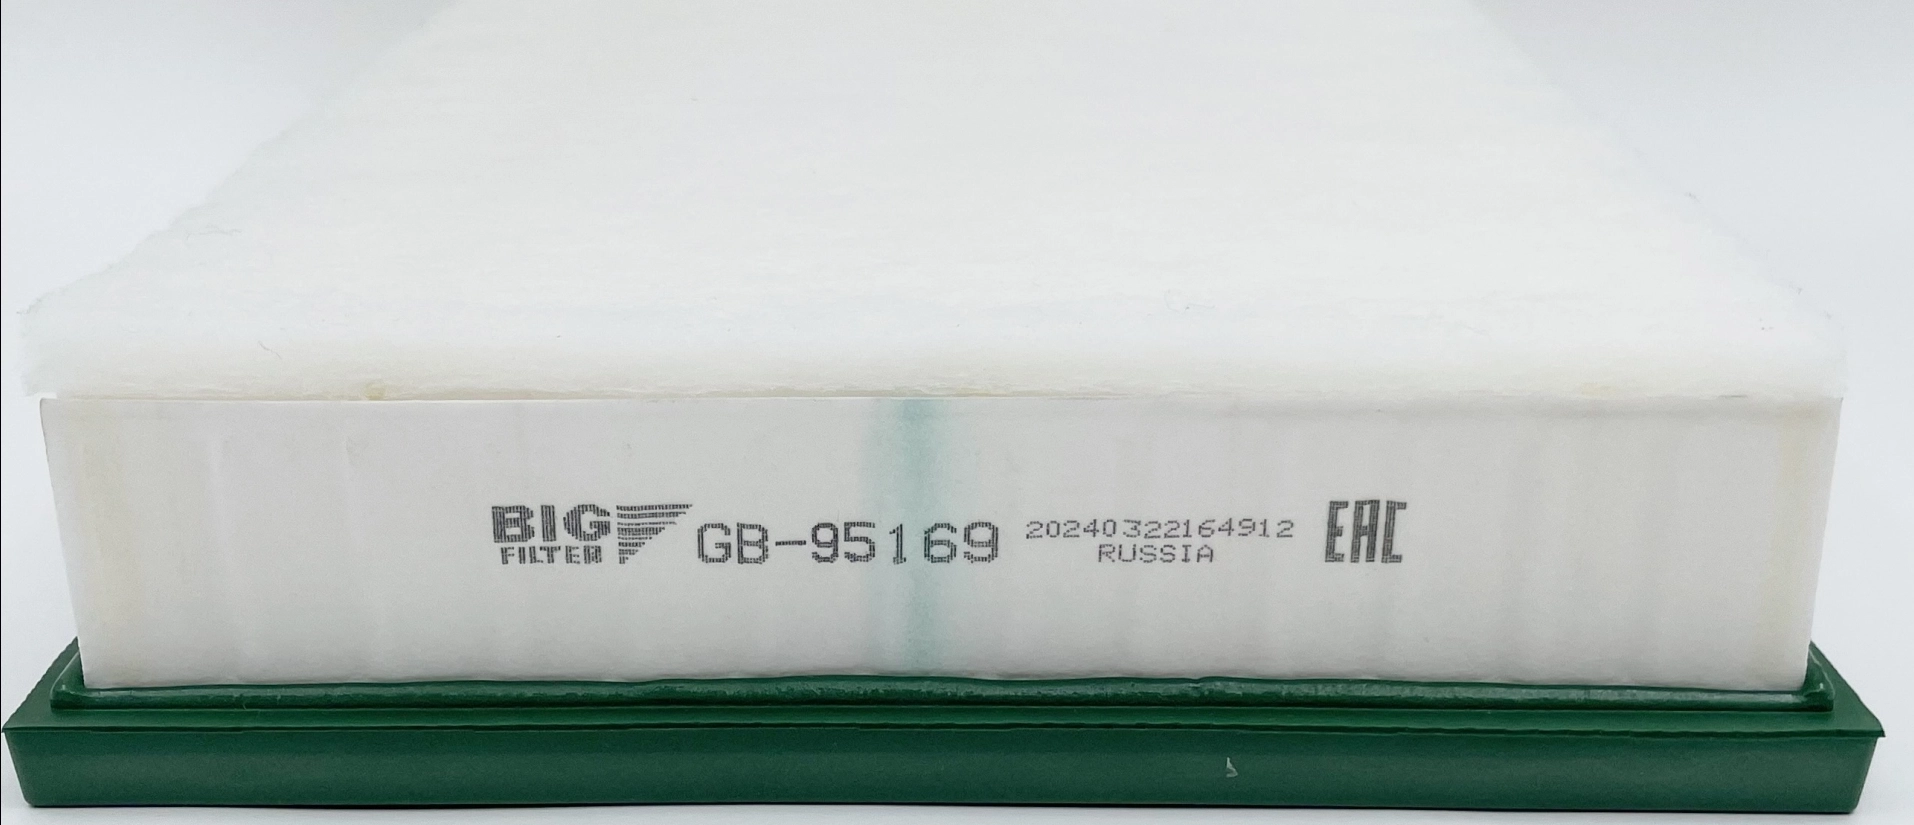 BIG
FILTER
GB-95169
20240322164912
RUSSIA
EAC